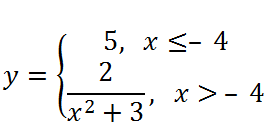 y = { 5, x ≤– 4
2 / (x² + 3), x > – 4